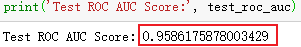 print('Test ROC AUC Score:', test_roc_auc)
Test ROC AUC Score: 0.9586175878003429